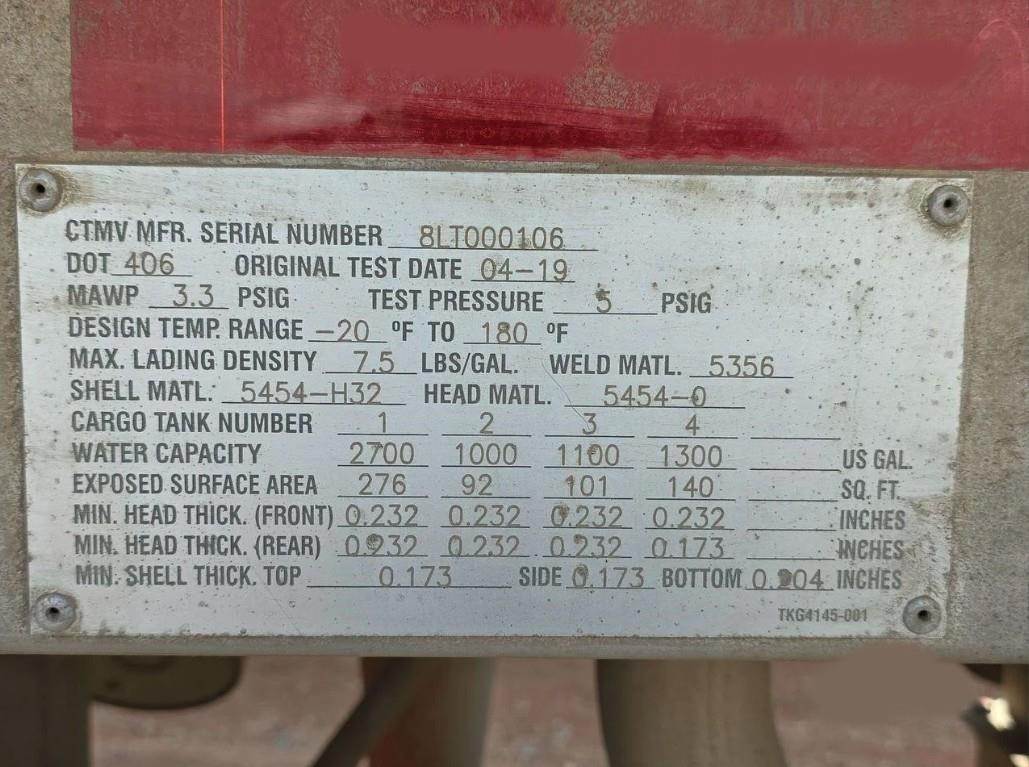 CTMV MFR. SERIAL NUMBER 8LT000106
DOT 406 ORIGINAL TEST DATE 04-19
MAWP 3.3 PSIG TEST PRESSURE 5 PSIG
DESIGN TEMP. RANGE -20 ºF TO 180 ºF
MAX. LADING DENSITY 7.5 LBS/GAL. WELD MATL. 5356
SHELL MATL. 5454-H32 HEAD MATL. 5454-0
CARGO TANK NUMBER 1 2 3 4
WATER CAPACITY 2700 1000 1100 1300 US GAL.
EXPOSED SURFACE AREA 276 92 101 140 SQ. FT.
MIN. HEAD THICK. (FRONT) 0.232 0.232 0.232 0.232 INCHES
MIN. HEAD THICK. (REAR) 0.232 0.232 0.232 0.173 INCHES
MIN. SHELL THICK. TOP 0.173 SIDE 0.173 BOTTOM 0.204 INCHES
TKG4145-001